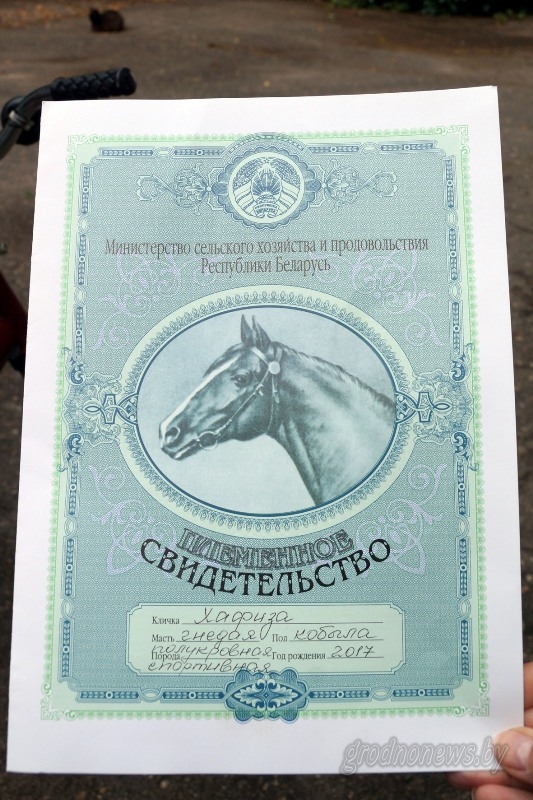 Министерство сельского хозяйства и продовольствия
Республики Беларусь
ПЛЕМЕННОЕ
СВИДЕТЕЛЬСТВО
Кличка Хафиза
Масть гнедая Пол кобыла
Порода полукровная Год рождения 2017
спортивная
grodnonews.by